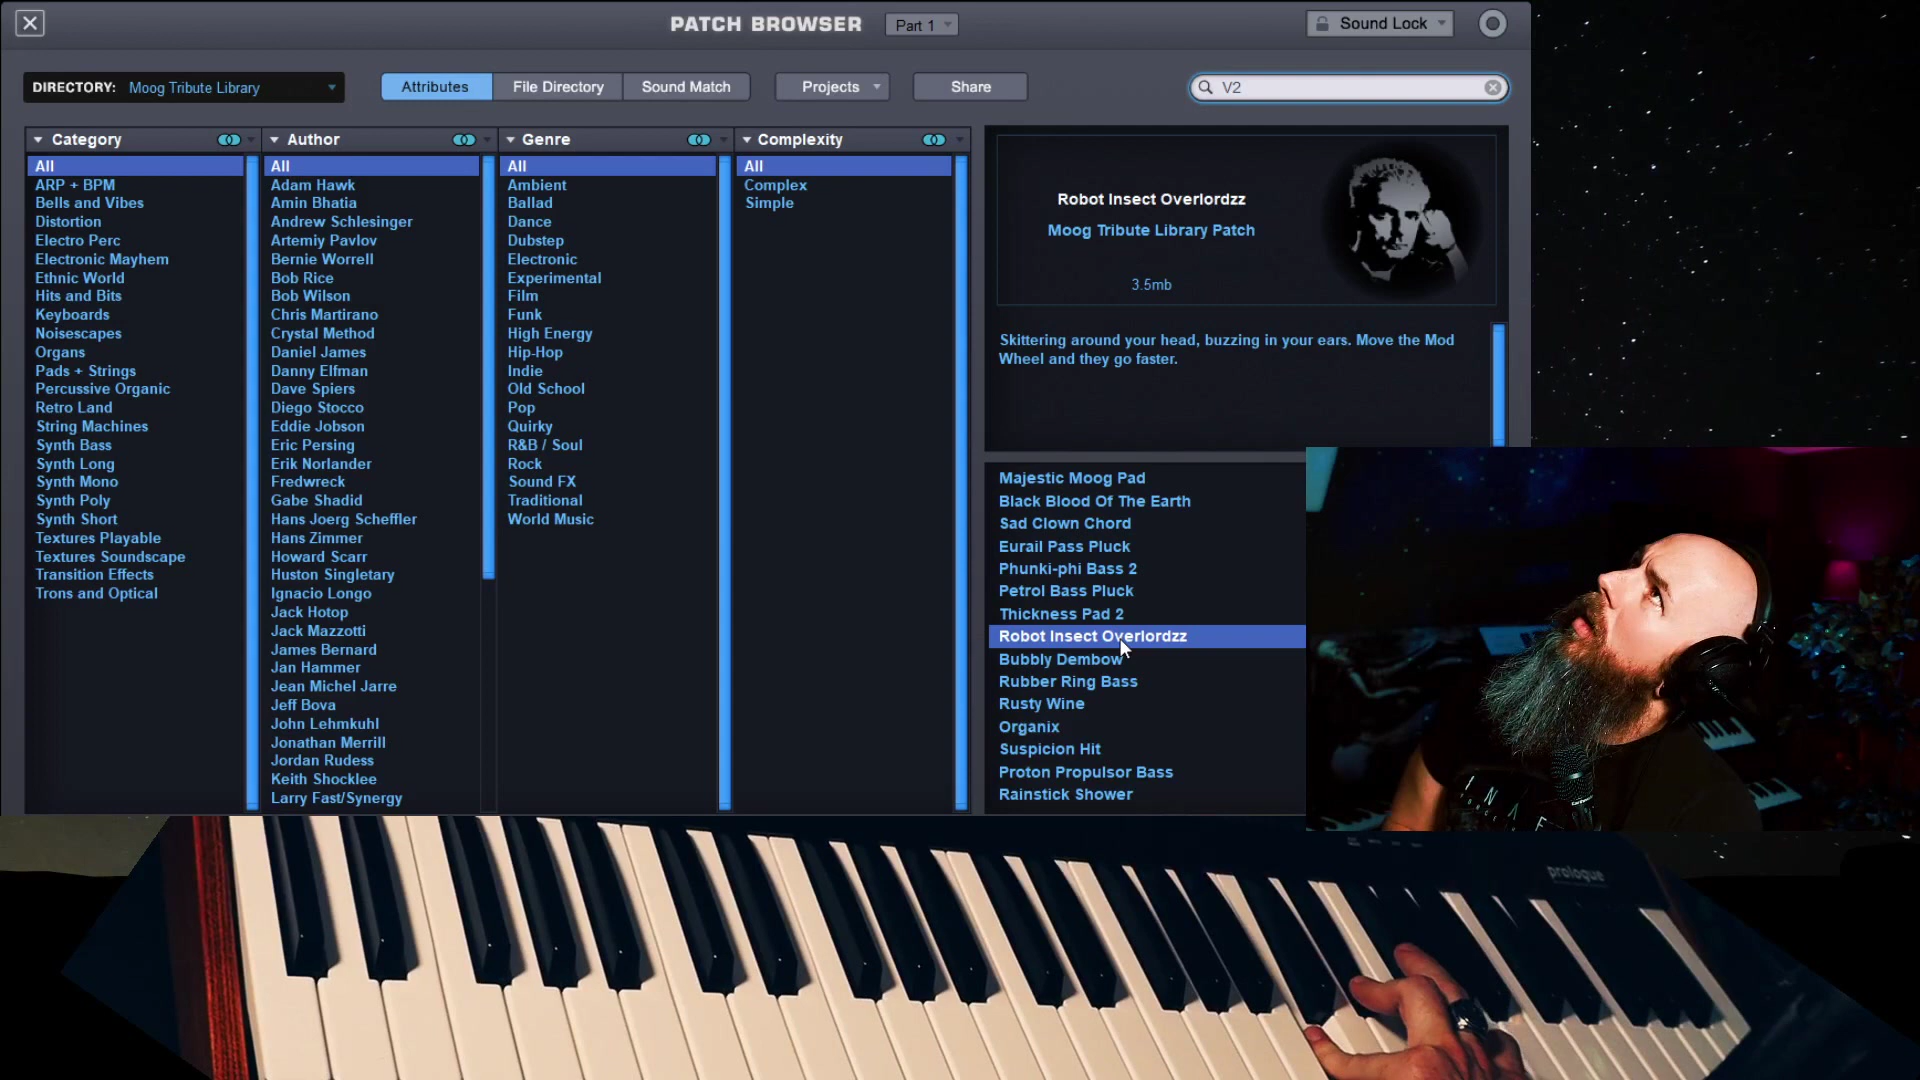 PATCH BROWSER
Part 1
Sound Lock
DIRECTORY: Moog Tribute Library
Attributes
File Directory
Sound Match
Projects
Share
V2
Category
All
ARP + BPM
Bells and Vibes
Distortion
Electro Perc
Electronic Mayhem
Ethnic World
Hits and Bits
Keyboards
Noisescapes
Organs
Pads + Strings
Percussive Organic
Retro Land
String Machines
Synth Bass
Synth Long
Synth Mono
Synth Poly
Synth Short
Textures Playable
Textures Soundscape
Transition Effects
Trons and Optical
Author
All
Adam Hawk
Amin Bhatia
Andrew Schlesinger
Artemiy Pavlov
Bernie Worrell
Bob Rice
Bob Wilson
Chris Martirano
Crystal Method
Daniel James
Danny Elfman
Dave Spiers
Diego Stocco
Eddie Jobson
Eric Persing
Erik Norlander
Fredwreck
Gabe Shadid
Hans Joerg Scheffler
Hans Zimmer
Howard Scarr
Huston Singletary
Ignacio Longo
Jack Hotop
Jack Mazzotti
James Bernard
Jan Hammer
Jean Michel Jarre
Jeff Bova
John Lehmkuhl
Jonathan Merrill
Jordan Rudess
Keith Shocklee
Larry Fast/Synergy
Genre
All
Ambient
Ballad
Dance
Dubstep
Electronic
Experimental
Film
Funk
High Energy
Hip-Hop
Indie
Old School
Pop
Quirky
R&B / Soul
Rock
Sound FX
Traditional
World Music
Complexity
All
Complex
Simple
Robot Insect Overlordzz
Moog Tribute Library Patch
3.5mb
Skittering around your head, buzzing in your ears. Move the Mod
Wheel and they go faster.
Majestic Moog Pad
Black Blood Of The Earth
Sad Clown Chord
Eurail Pass Pluck
Phunki-phi Bass 2
Petrol Bass Pluck
Thickness Pad 2
Robot Insect Overlordzz
Bubbly Dembow
Rubber Ring Bass
Rusty Wine
Organix
Suspicion Hit
Proton Propulsor Bass
Rainstick Shower
prologue